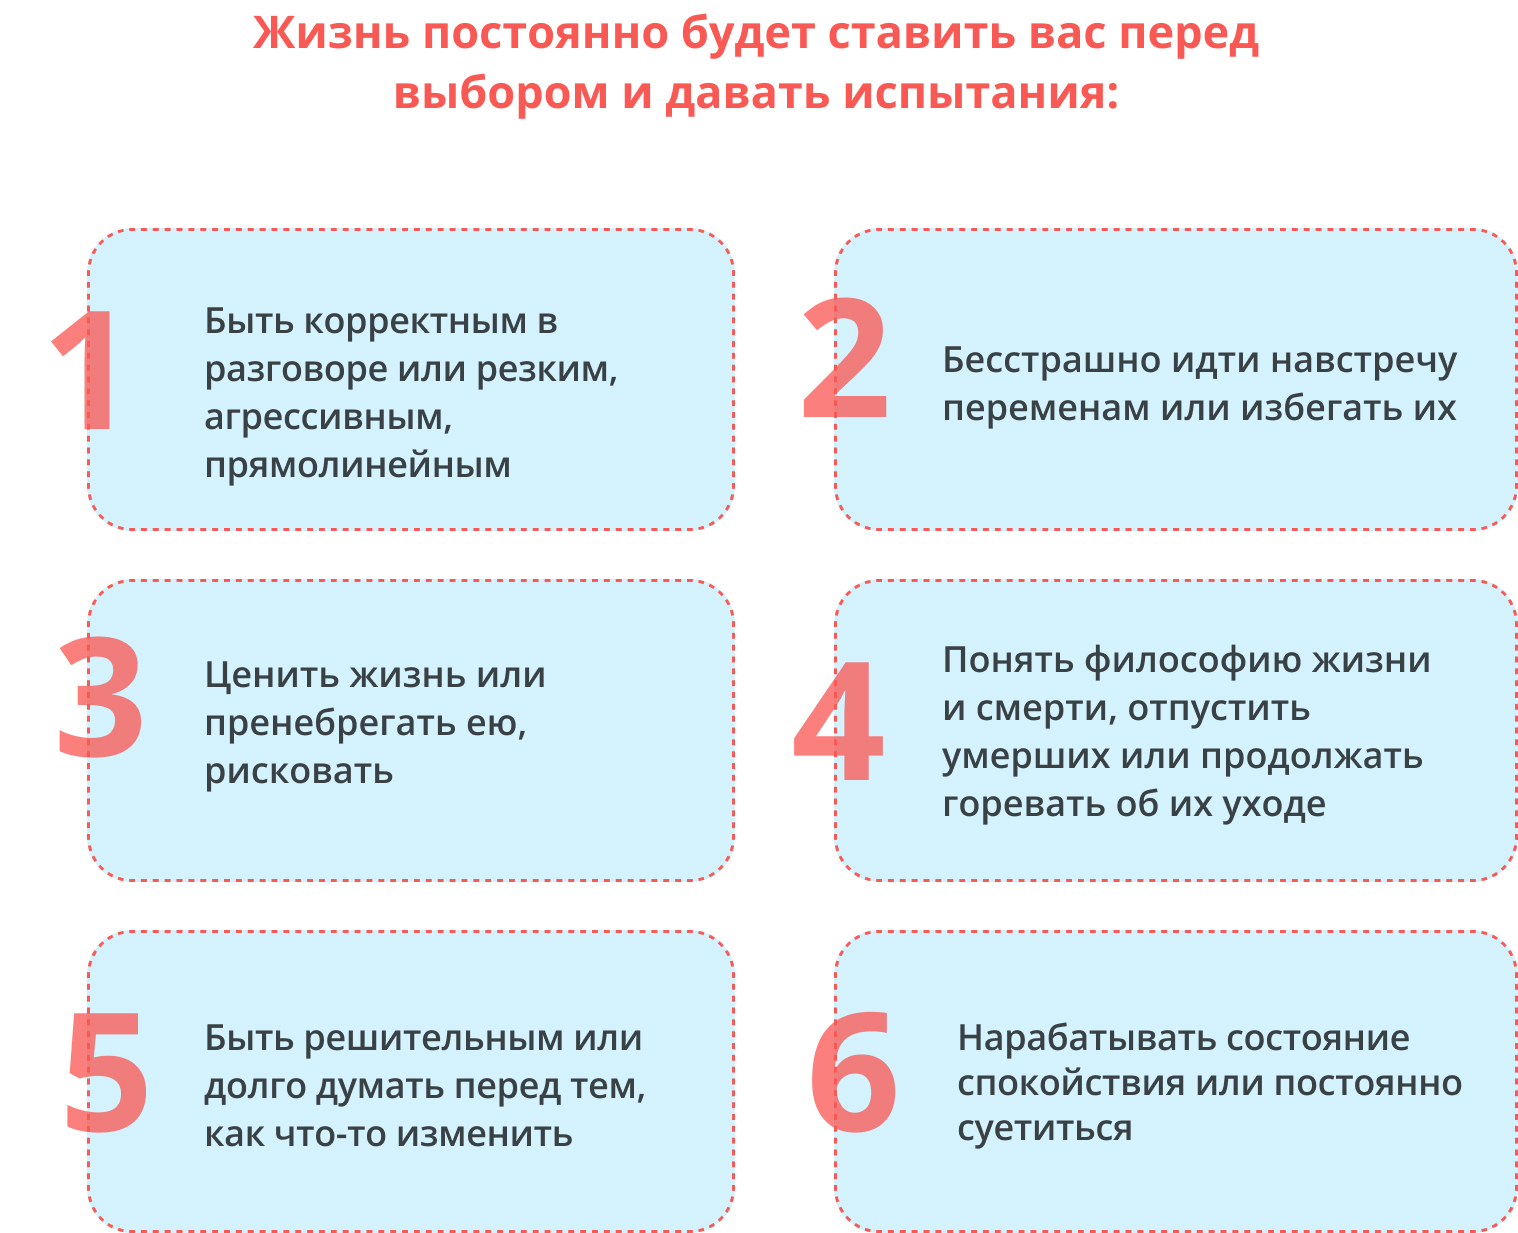 Жизнь постоянно будет ставить вас перед
выбором и давать испытания:
1
Быть корректным в
разговоре или резким,
агрессивным,
прямолинейным
2
Бесстрашно идти навстречу
переменам или избегать их
3
Ценить жизнь или
пренебрегать ею,
рисковать
4
Понять философию жизни
и смерти, отпустить
умерших или продолжать
горевать об их уходе
5
Быть решительным или
долго думать перед тем,
как что-то изменить
6
Нарабатывать состояние
спокойствия или постоянно
суетиться